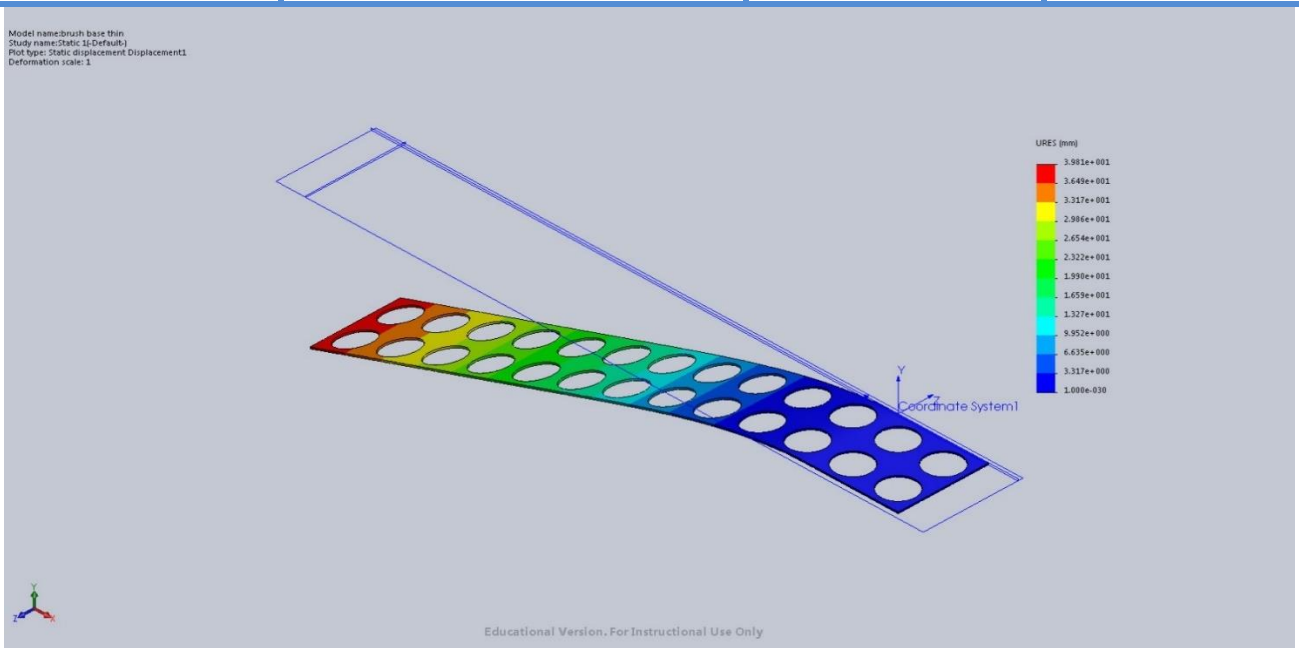 Model name:brush base thin
Study name:Static 1(-Default-)
Plot type: Static displacement Displacement1
Deformation scale: 1
URES (mm)
3.981e+001
3.649e+001
3.317e+001
2.986e+001
2.654e+001
2.322e+001
1.990e+001
1.659e+001
1.327e+001
9.952e+000
6.635e+000
3.317e+000
1.000e-030
Y
Z
Coordinate System1
Y
Z
X
Educational Version. For Instructional Use Only